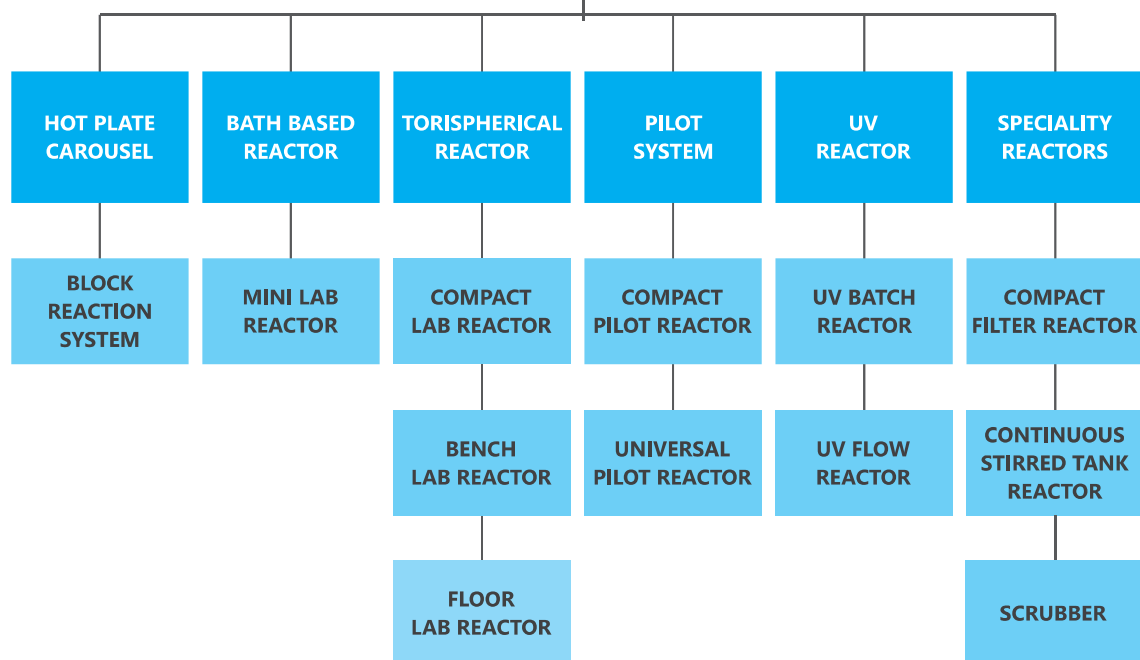 HOT PLATE
CAROUSEL
BATH BASED
REACTOR
TORISPHERICAL
REACTOR
PILOT
SYSTEM
UV
REACTOR
SPECIALITY
REACTORS
BLOCK
REACTION
SYSTEM
MINI LAB
REACTOR
COMPACT
LAB REACTOR
COMPACT
PILOT REACTOR
UV BATCH
REACTOR
COMPACT
FILTER REACTOR
BENCH
LAB REACTOR
UNIVERSAL
PILOT REACTOR
UV FLOW
REACTOR
CONTINUOUS
STIRRED TANK
REACTOR
FLOOR
LAB REACTOR
SCRUBBER